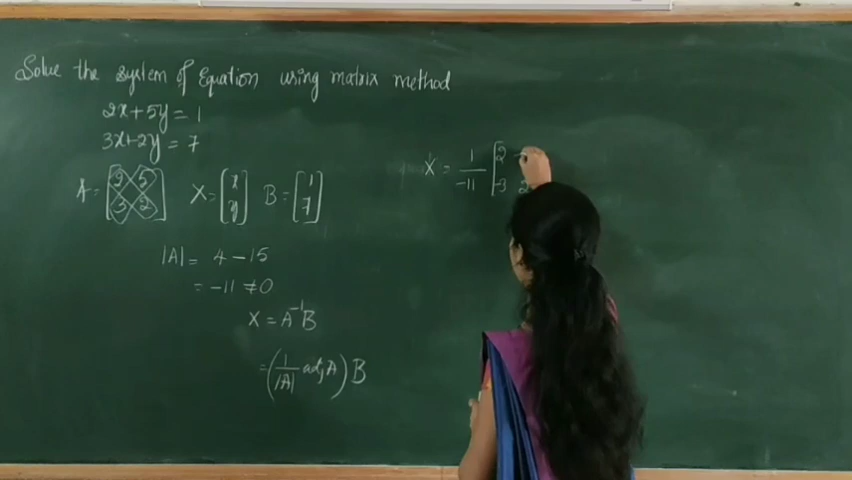 Solve the system of Equation using matrix method
2x+5y=1
3x+2y=7
A=[2 5
3 2] X=[x
y] B=[1
7]
|A|= 4-15
= -11 ≠0
X = A⁻¹B
=(1/|A| adj A)B
X = 1/-11 [2 -
-3 2